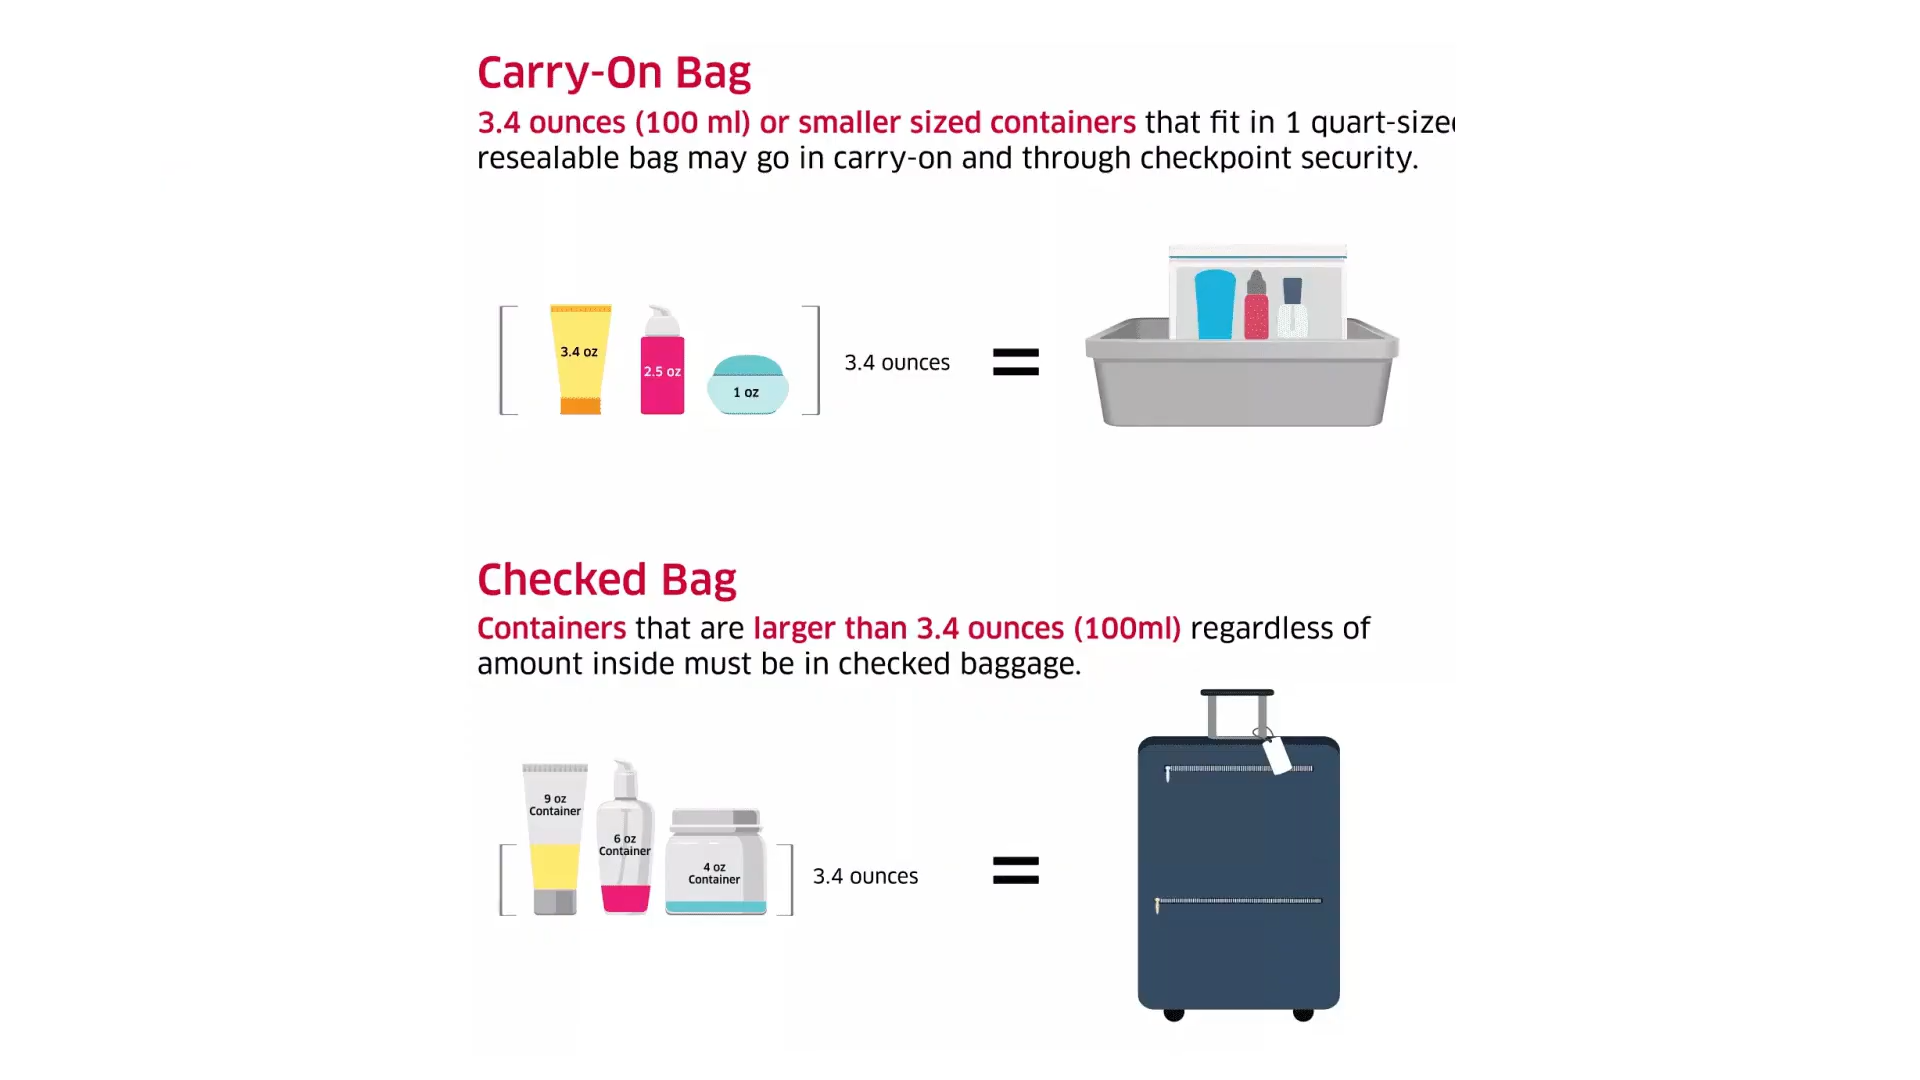 Carry-On Bag
3.4 ounces (100 ml) or smaller sized containers that fit in 1 quart-size
resealable bag may go in carry-on and through checkpoint security.
3.4 oz
2.5 oz
1 oz
3.4 ounces
Checked Bag
Containers that are larger than 3.4 ounces (100ml) regardless of
amount inside must be in checked baggage.
9 oz
Container
6 oz
Container
4 oz
Container
3.4 ounces